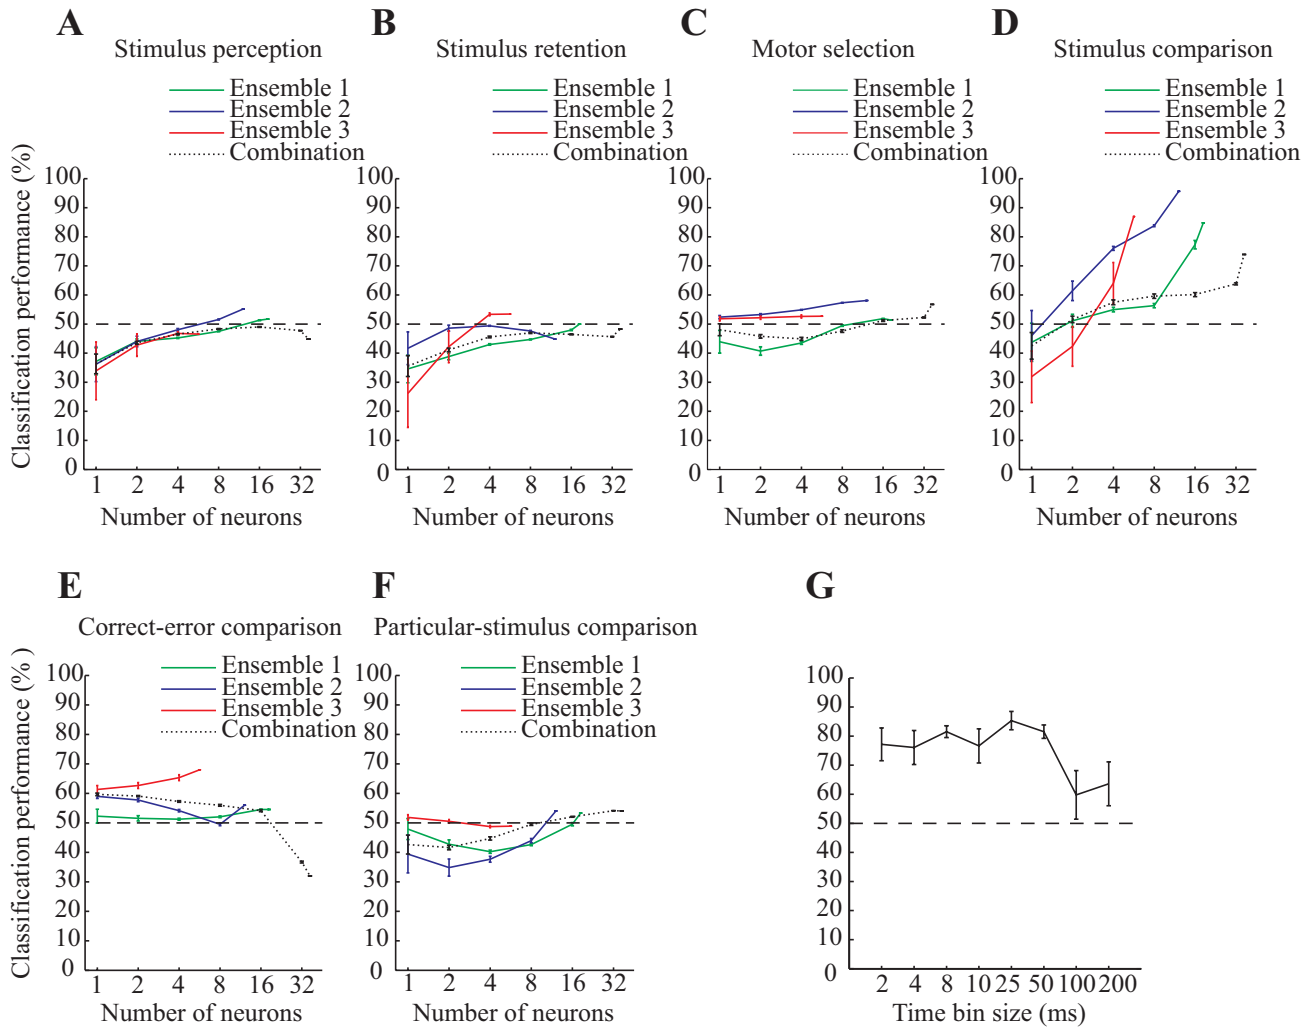 A
B
C
D
Stimulus perception
Stimulus retention
Motor selection
Stimulus comparison
Ensemble 1
Ensemble 2
Ensemble 3
Combination
Ensemble 1
Ensemble 2
Ensemble 3
Combination
Ensemble 1
Ensemble 2
Ensemble 3
Combination
Ensemble 1
Ensemble 2
Ensemble 3
Combination
Classification performance (%)
100
90
80
70
60
50
40
30
20
10
0
1 2 4 8 16 32
Number of neurons
100
90
80
70
60
50
40
30
20
10
0
1 2 4 8 16 32
Number of neurons
100
90
80
70
60
50
40
30
20
10
0
1 2 4 8 16 32
Number of neurons
100
90
80
70
60
50
40
30
20
10
0
1 2 4 8 16 32
Number of neurons
E
F
G
Correct-error comparison
Particular-stimulus comparison
Ensemble 1
Ensemble 2
Ensemble 3
Combination
Ensemble 1
Ensemble 2
Ensemble 3
Combination
Classification performance (%)
100
90
80
70
60
50
40
30
20
10
0
1 2 4 8 16 32
Number of neurons
100
90
80
70
60
50
40
30
20
10
0
1 2 4 8 16 32
Number of neurons
100
90
80
70
60
50
40
30
20
10
0
2 4 8 10 25 50 100 200
Time bin size (ms)